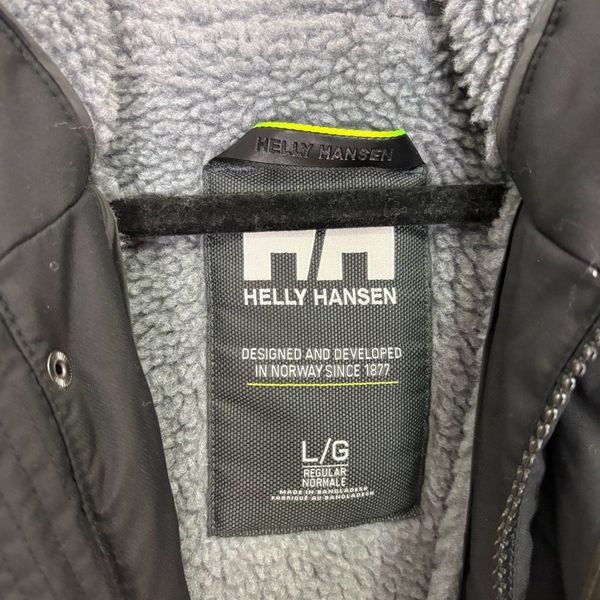 HELLY HANSEN
HH
HELLY HANSEN
DESIGNED AND DEVELOPED
IN NORWAY SINCE 1877
L/G
REGULAR
NORMALE
MADE IN BANGLADESH
FABRIQUÉ AU BANGLADESH